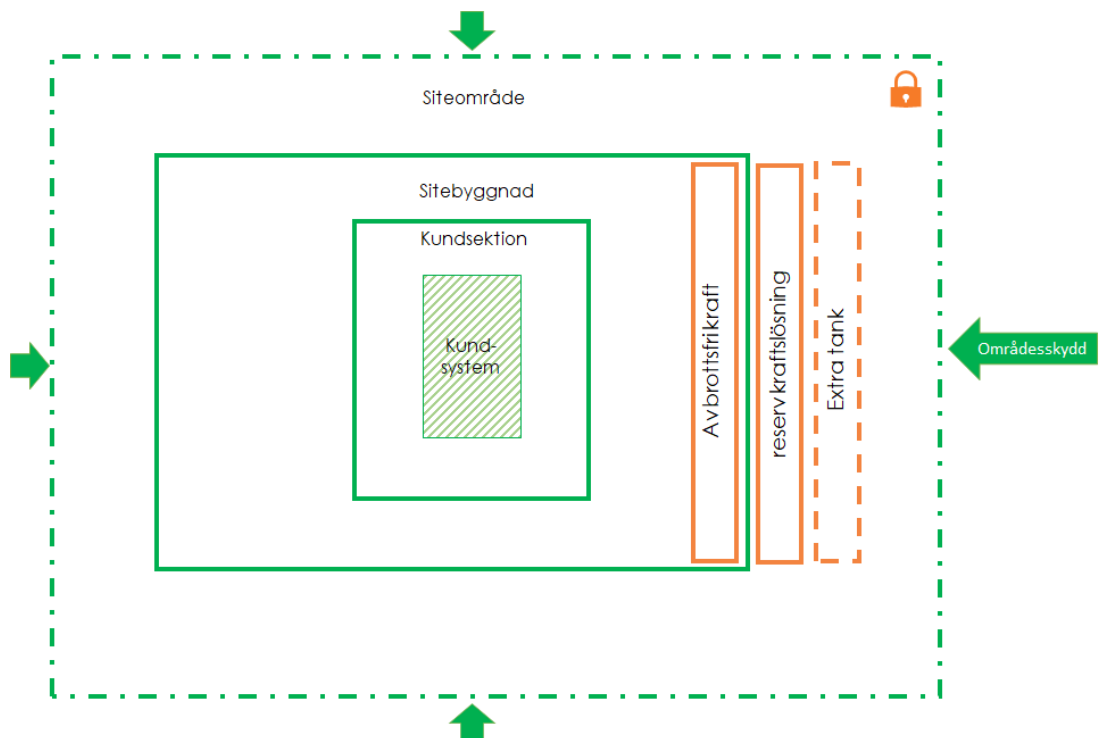 Siteområde
Sitebyggnad
Kundsektion
Kund-
system
Avbrottsfrikraft
reservkraftslösning
Extra tank
Områdesskydd